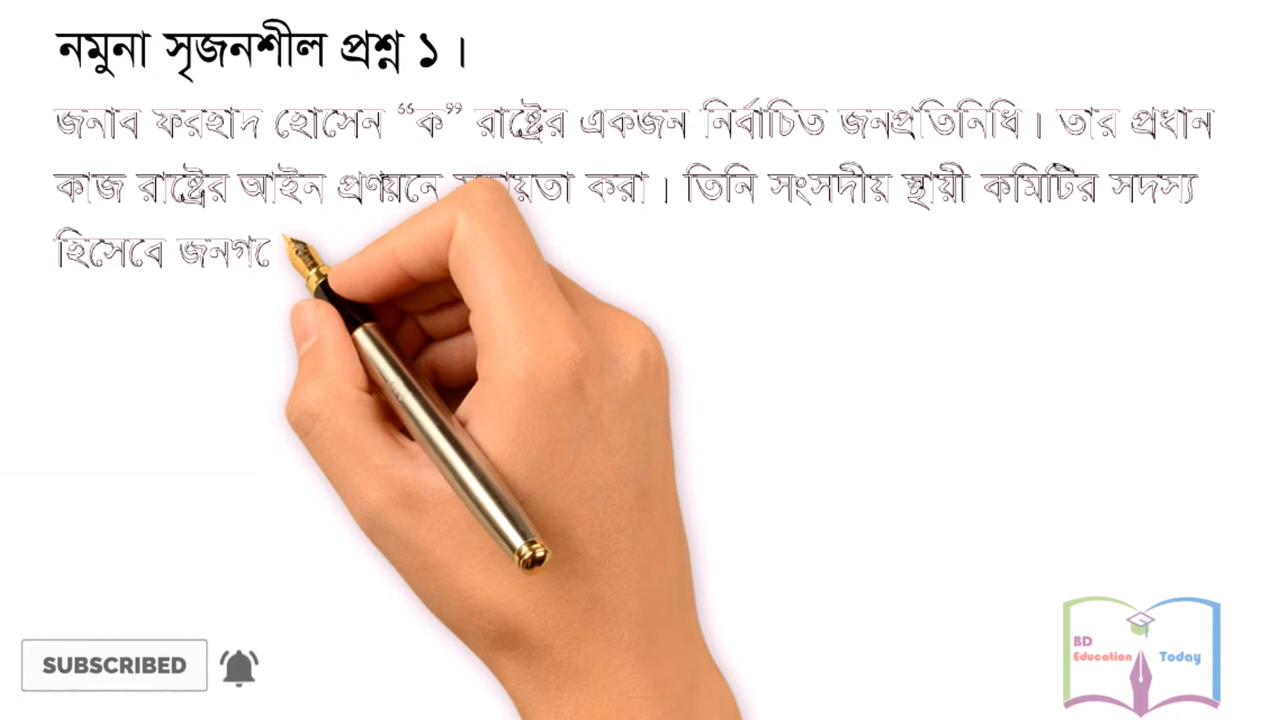 নমুনা সৃজনশীল প্রশ্ন ১।
জনাব ফরহাদ হোসেন “ক” রাষ্ট্রের একজন নির্বাচিত জনপ্রতিনিধি। তার প্রধান
কাজ রাষ্ট্রের আইন প্রণয়নে করা। তিনি সংসদীয় স্থায়ী কমিটির সদস্য
হিসেবে
SUBSCRIBED
BD
Education Today